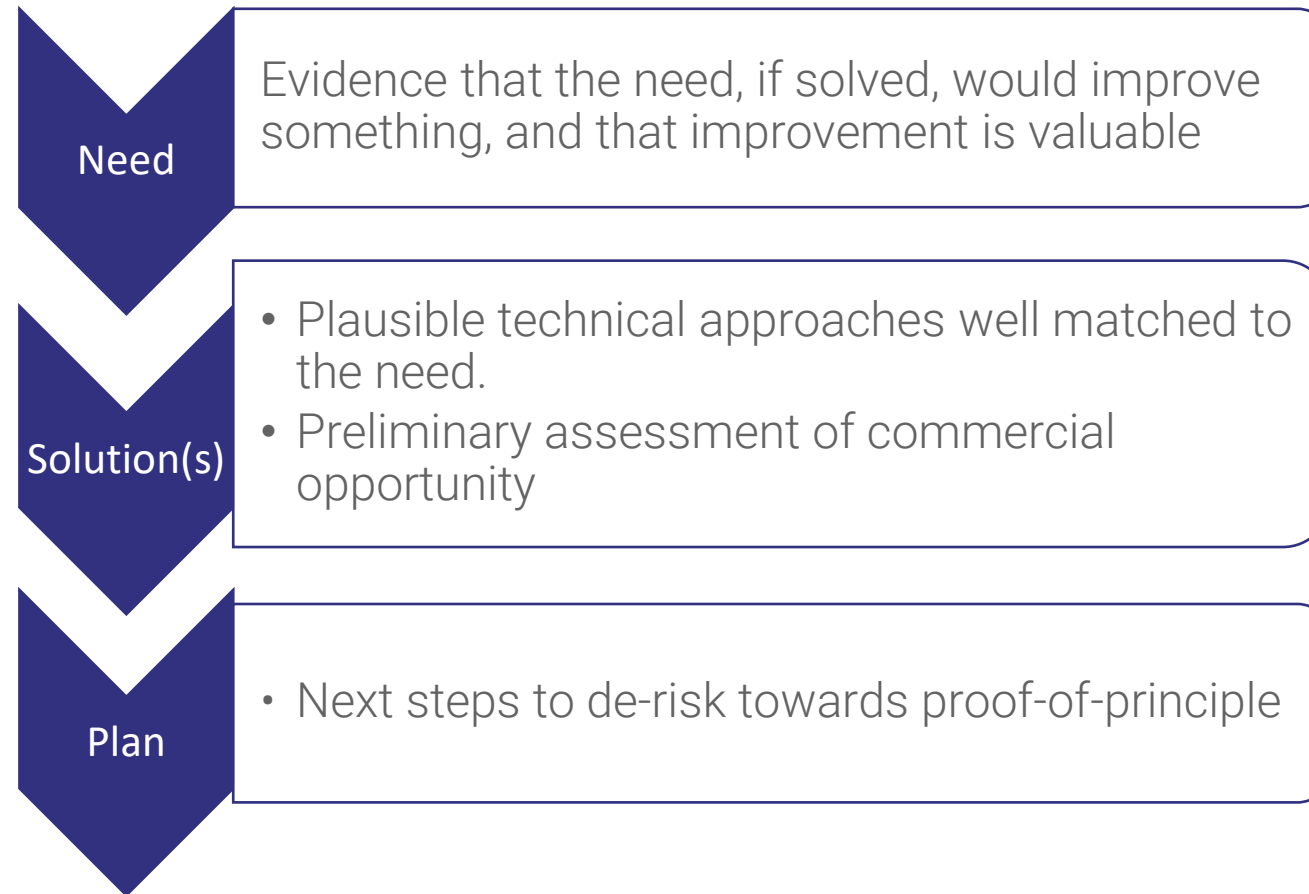 Need
Evidence that the need, if solved, would improve
something, and that improvement is valuable
Solution(s)
• Plausible technical approaches well matched to
the need.
• Preliminary assessment of commercial
opportunity
Plan
• Next steps to de-risk towards proof-of-principle